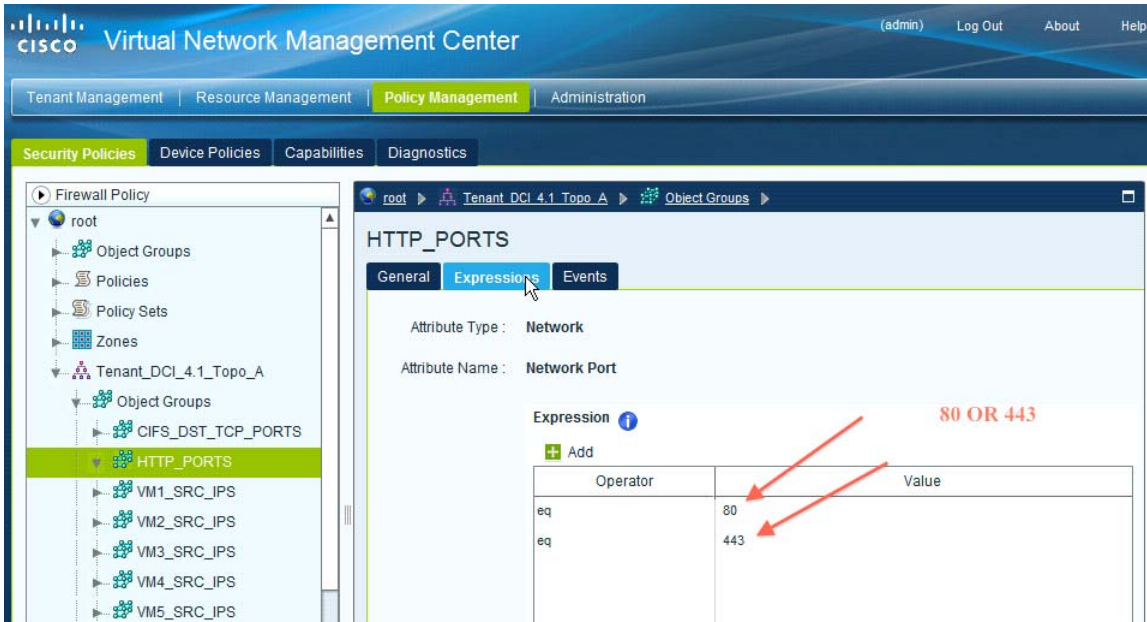 CISCO Virtual Network Management Center
(admin) Log Out About Help
Tenant Management | Resource Management | Policy Management | Administration
Security Policies Device Policies Capabilities Diagnostics
Firewall Policy
root
Object Groups
Policies
Policy Sets
Zones
Tenant_DCI_4.1_Topo_A
Object Groups
CIFS_DST_TCP_PORTS
HTTP_PORTS
VM1_SRC_IPS
VM2_SRC_IPS
VM3_SRC_IPS
VM4_SRC_IPS
VM5_SRC_IPS
root Tenant_DCI_4.1_Topo_A Object Groups
HTTP_PORTS
General Expressions Events
Attribute Type : Network
Attribute Name : Network Port
Expression
80 OR 443
Add
Operator Value
eq 80
eq 443